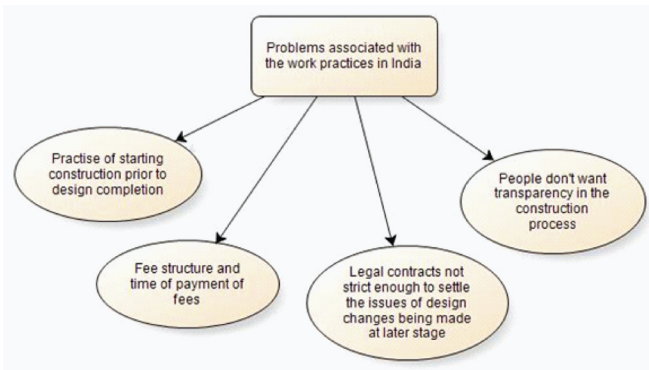 Problems associated with
the work practices in India
Practise of starting
construction prior to
design completion
Fee structure and
time of payment of
fees
Legal contracts not
strict enough to settle
the issues of design
changes being made
at later stage
People don't want
transparency in the
construction
process